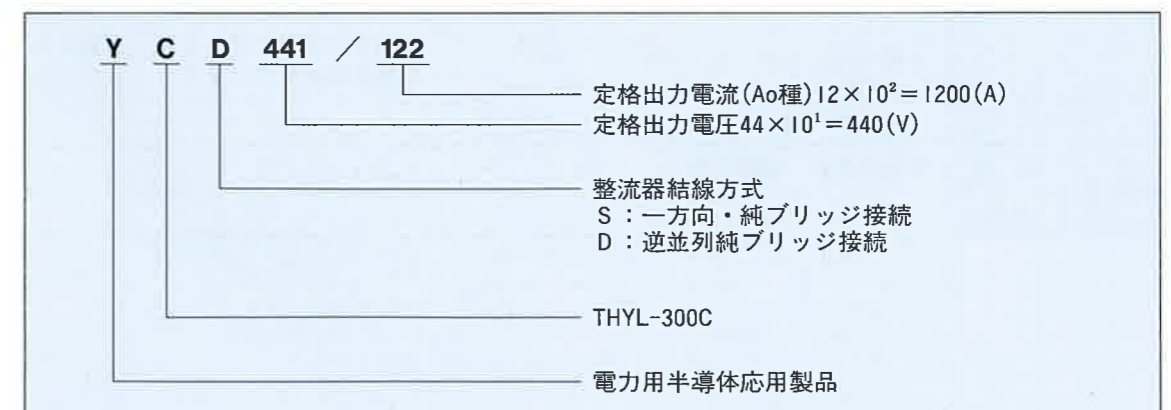 Y C D 441 / 122
定格出力電流(Ao種)12×10²=1200(A)
定格出力電圧44×10¹=440(V)
整流器結線方式
S:一方向・純ブリッジ接続
D:逆並列純ブリッジ接続
THYL-300C
電力用半導体応用製品